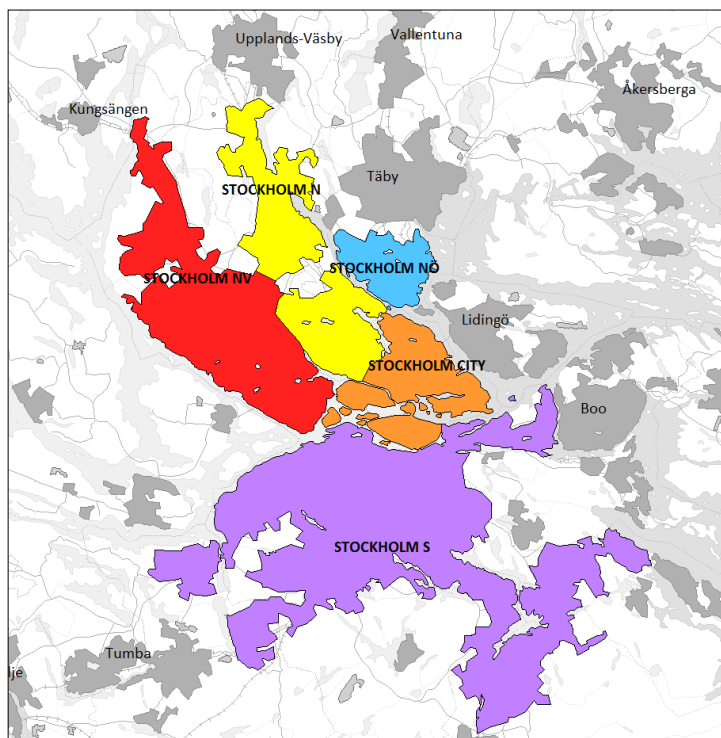 Upplands-Väsby
Vallentuna
Åkersberga
Kungsängen
Täby
STOCKHOLM N
STOCKHOLM NÖ
STOCKHOLM NV
Lidingö
STOCKHOLM CITY
Boo
STOCKHOLM S
Tumba
lje